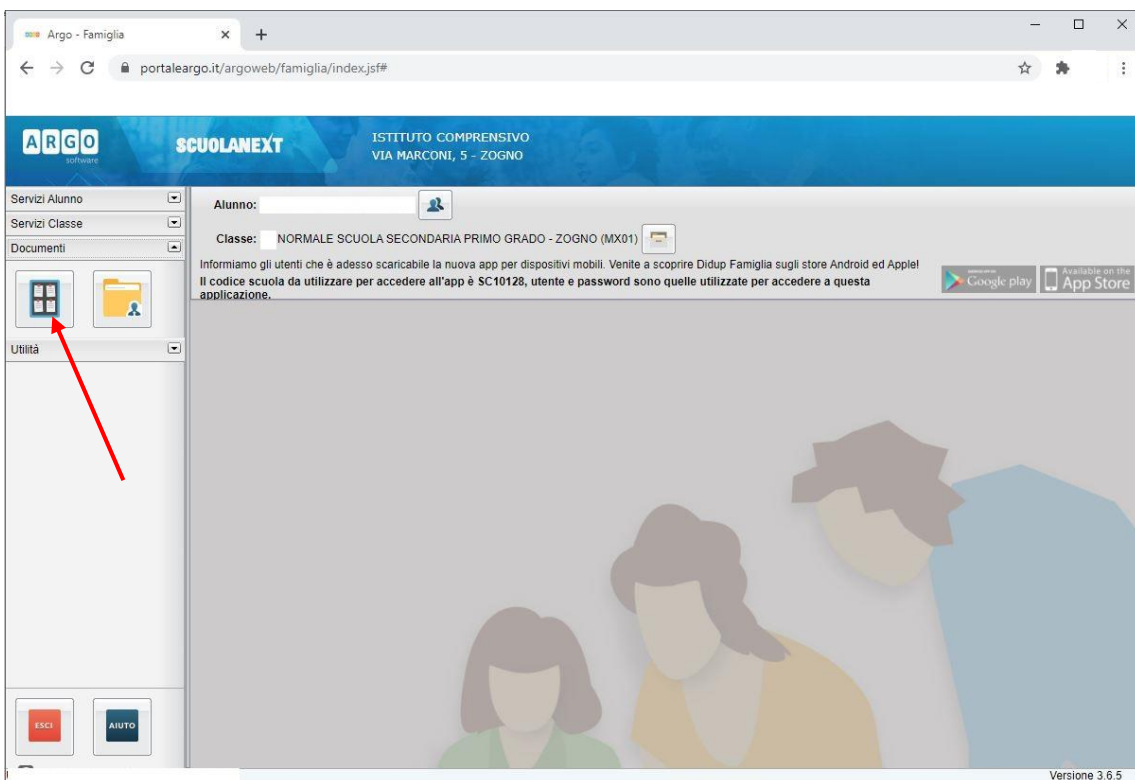 Argo - Famiglia
portaleargo.it/argoweb/famiglia/index.jsf#
ARGO
software
SCUOLANEXT
ISTITUTO COMPRENSIVO
VIA MARCONI, 5 - ZOGNO
Servizi Alunno
Servizi Classe
Documenti
Utilità
Alunno:
Classe: NORMALE SCUOLA SECONDARIA PRIMO GRADO - ZOGNO (MX01)
Informiamo gli utenti che è adesso scaricabile la nuova app per dispositivi mobili. Venite a scoprire Didup Famiglia sugli store Android ed Apple!
Il codice scuola da utilizzare per accedere all'app è SC10128, utente e password sono quelle utilizzate per accedere a questa
applicazione.
Google play
Available on the
App Store
ESCI
AIUTO
Versione 3.6.5